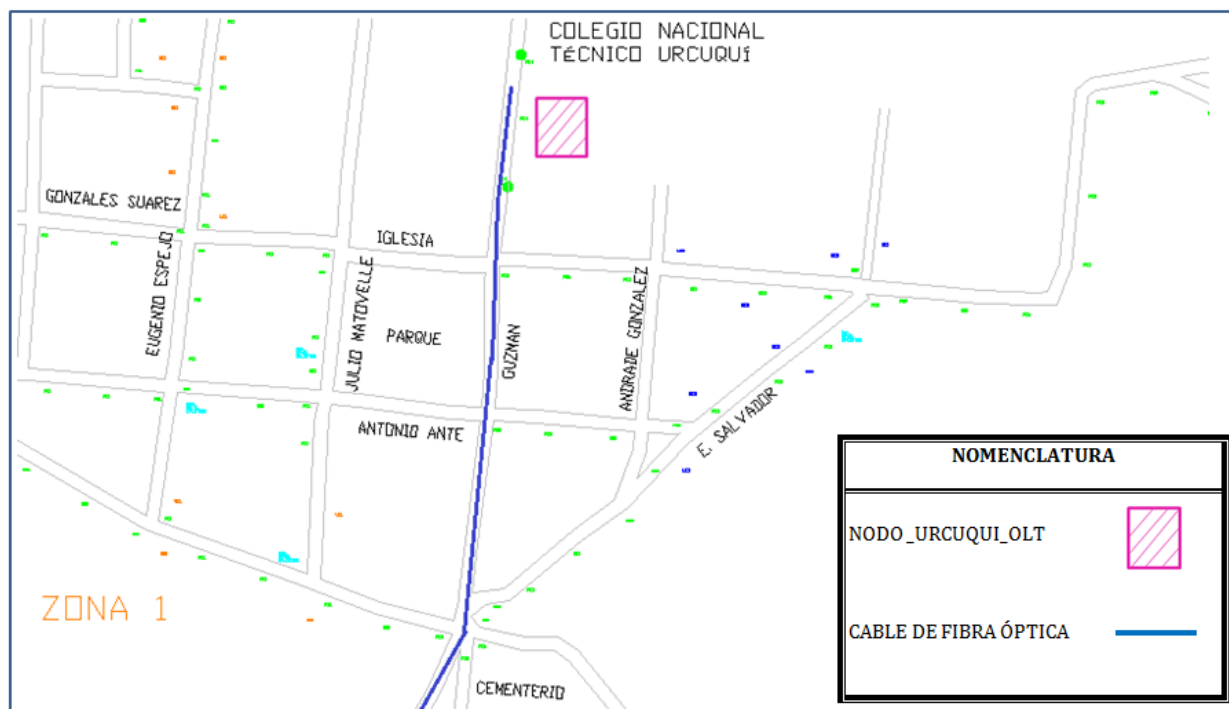 COLEGIO NACIONAL
TÉCNICO URCUQUÍ
GONZALES SUAREZ
IGLESIA
EUGENIO ESPEJO
JULIO MATOVELLE
PARQUE
GUZMAN
ANDRADE GONZALEZ
ANTONIO ANTE
E. SALVADOR
ZONA 1
CEMENTERIO
NOMENCLATURA
NODO_URCUQUI_OLT
CABLE DE FIBRA ÓPTICA